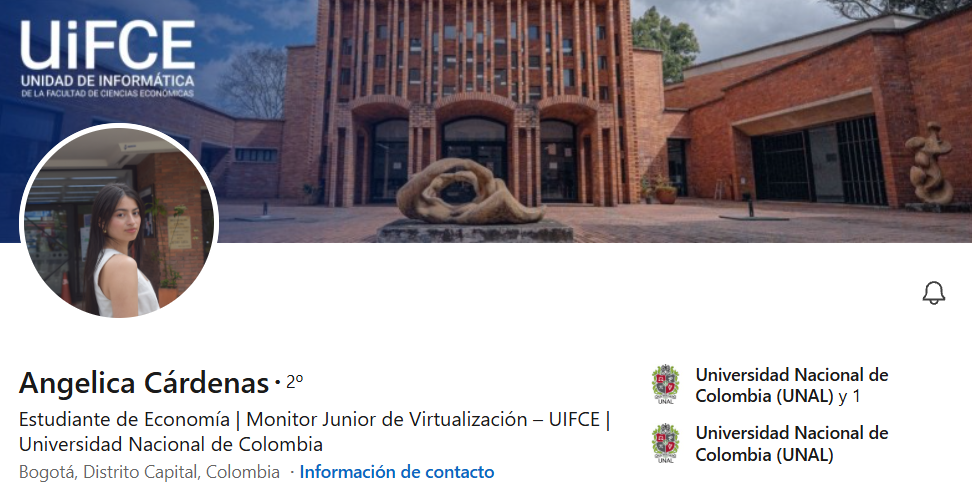 UiFCE
UNIDAD DE INFORMÁTICA
DE LA FACULTAD DE CIENCIAS ECONÓMICAS
Angelica Cárdenas · 2º
Estudiante de Economía | Monitor Junior de Virtualización – UIFCE |
Universidad Nacional de Colombia
Bogotá, Distrito Capital, Colombia · Información de contacto
UNAL
Universidad Nacional de
Colombia (UNAL) y 1
UNAL
Universidad Nacional de
Colombia (UNAL)